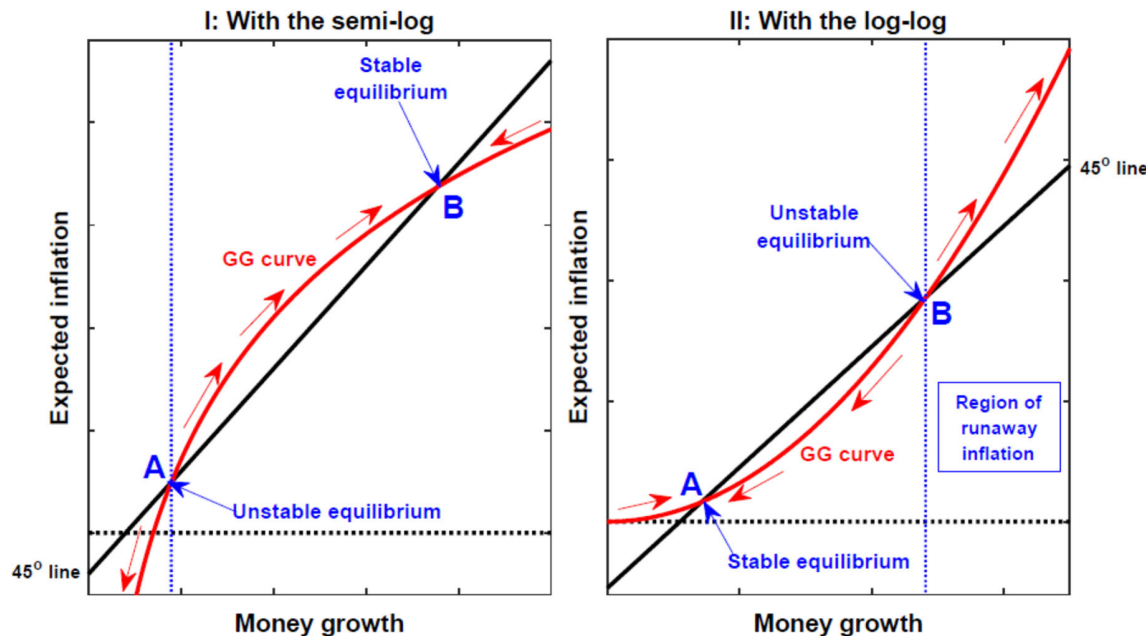 I: With the semi-log
Stable
equilibrium
B
GG curve
Expected inflation
A
Unstable equilibrium
45° line
Money growth
II: With the log-log
45° line
Unstable
equilibrium
B
Expected inflation
Region of
runaway
inflation
GG curve
A
Stable equilibrium
Money growth